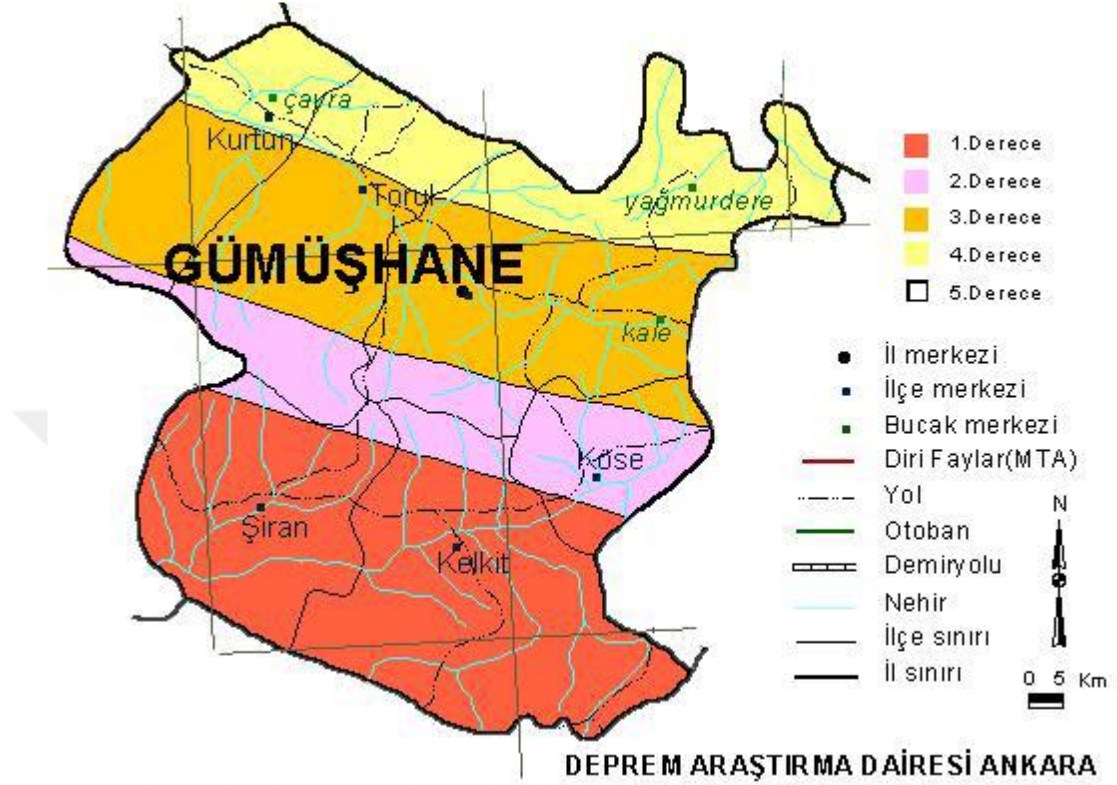 çayra
Kurtun
Torul
yağmurdere
GÜMÜŞHANE
kale
Köse
Şiran
Kelkit
1.Derece
2.Derece
3.Derece
4.Derece
5.Derece
İl merkezi
İlçe merkezi
Bucak merkezi
Diri Faylar(MTA)
Yol
Otoban
Demiryolu
Nehir
İlçe sınırı
İl sınırı
N
0 5 Km
DEPREM ARAŞTIRMA DAİRESİ ANKARA